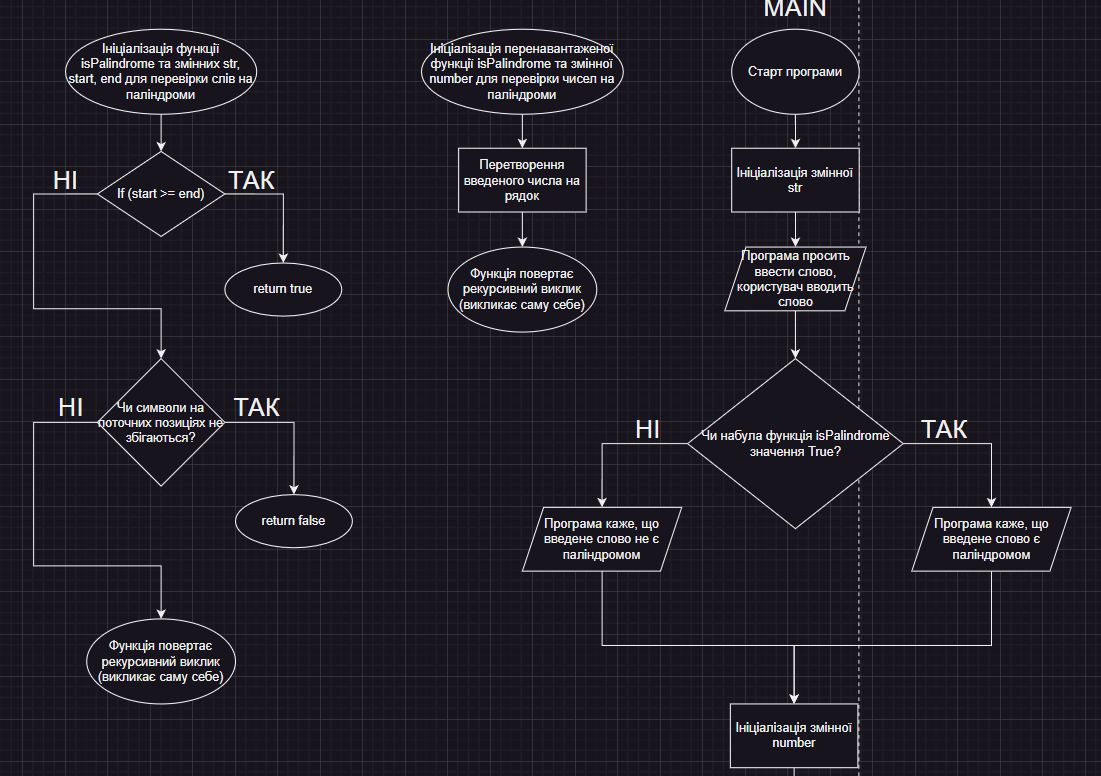 MAIN
Ініціалізація функції
isPalindrome та змінних str,
start, end для перевірки слів на
паліндроми
НІ
ТАК
If (start >= end)
return true
НІ
ТАК
Чи символи на
поточних позиціях не
збігаються?
return false
Функція повертає
рекурсивний виклик
(викликає саму себе)
Ініціалізація перенавантаженої
функції isPalindrome та змінної
number для перевірки чисел на
паліндроми
Перетворення
введеного числа на
рядок
Функція повертає
рекурсивний виклик
(викликає саму себе)
Старт програми
Ініціалізація змінної
str
Програма просить
ввести слово,
користувач вводить
слово
НІ
ТАК
Чи набула функція isPalindrome
значення True?
Програма каже, що
введене слово не є
паліндромом
Програма каже, що
введене слово є
паліндромом
Ініціалізація змінної
number